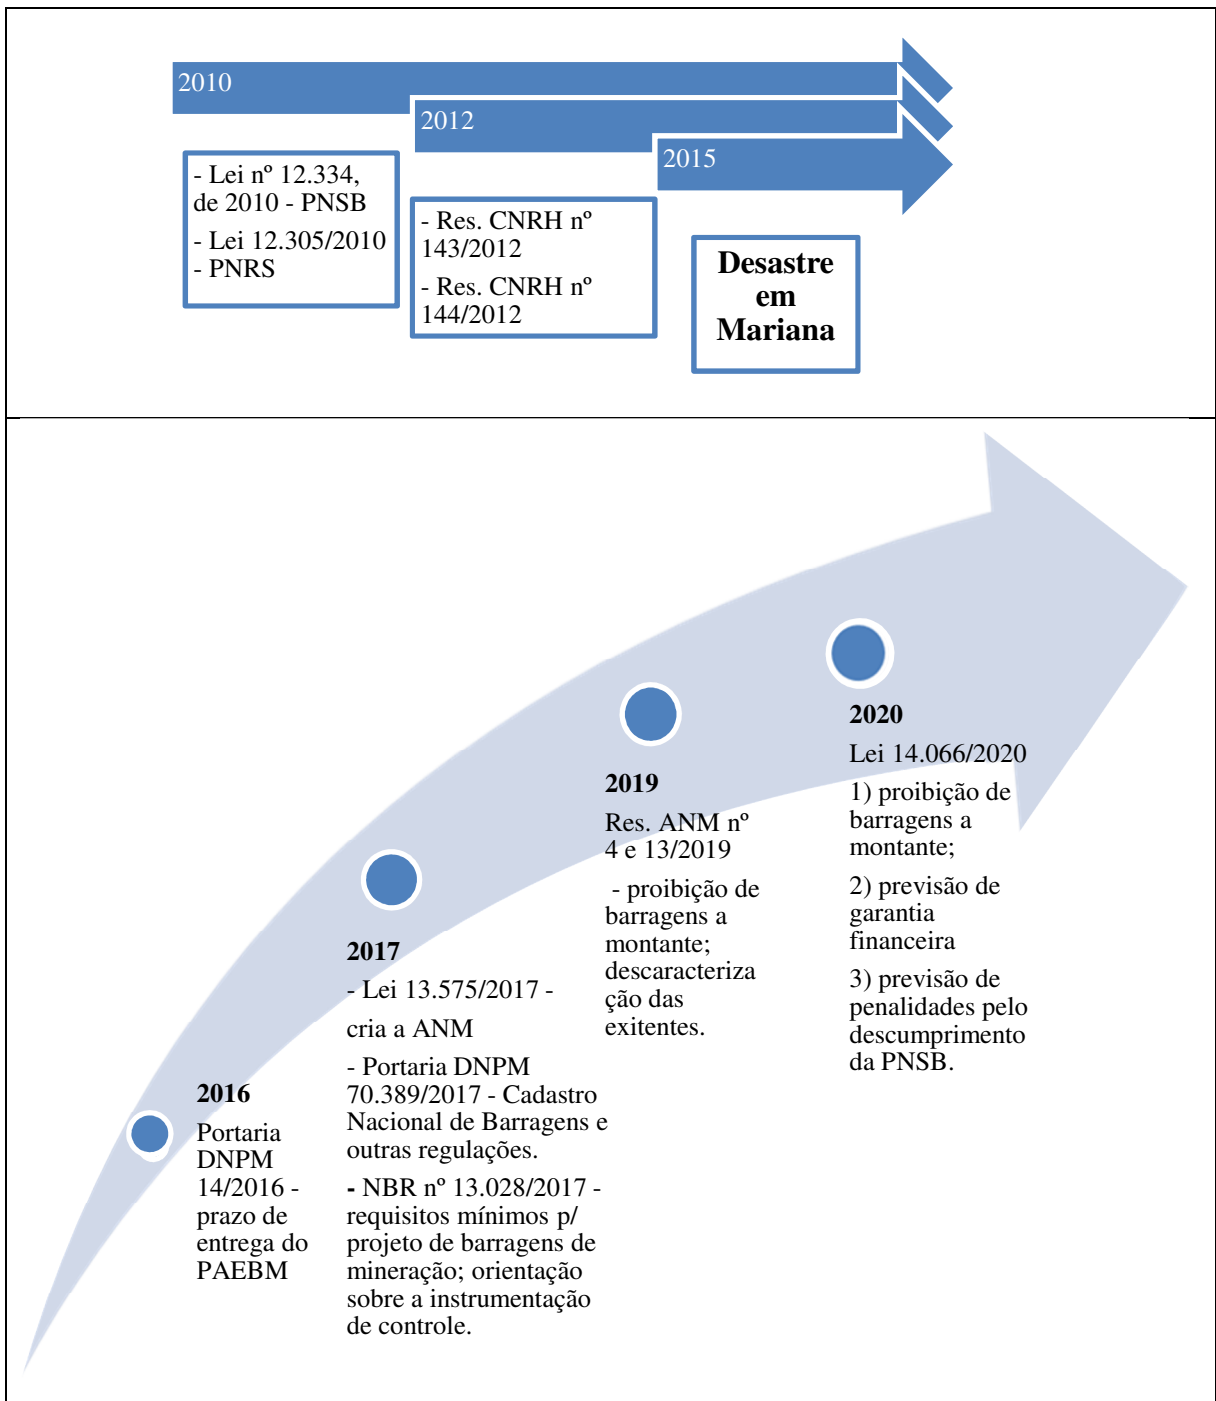 2010
2012
2015
- Lei nº 12.334,
de 2010 - PNSB
- Lei 12.305/2010
- PNRS
- Res. CNRH nº
143/2012
- Res. CNRH nº
144/2012
Desastre
em
Mariana
2016
Portaria
DNPM
14/2016 -
prazo de
entrega do
PAEBM
2017
- Lei 13.575/2017 -
cria a ANM
- Portaria DNPM
70.389/2017 - Cadastro
Nacional de Barragens e
outras regulações.
- NBR nº 13.028/2017 -
requisitos mínimos p/
projeto de barragens de
mineração; orientação
sobre a instrumentação
de controle.
2019
Res. ANM nº
4 e 13/2019
- proibição de
barragens a
montante;
descaracteriza
ção das
exitentes.
2020
Lei 14.066/2020
1) proibição de
barragens a
montante;
2) previsão de
garantia
financeira
3) previsão de
penalidades pelo
descumprimento
da PNSB.